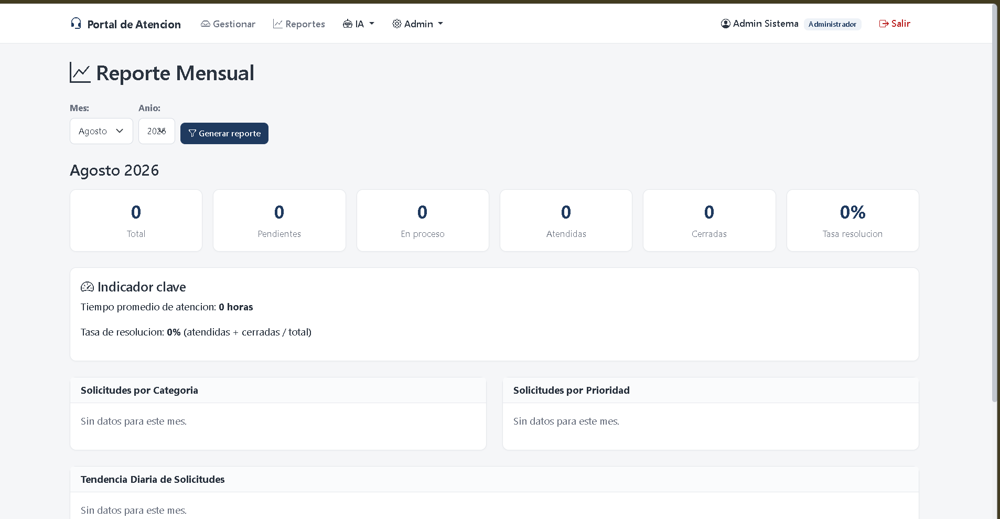 Portal de Atencion Gestionar Reportes IA Admin Admin Sistema Administrador Salir
Reporte Mensual
Mes: Anio:
Agosto 2026 Generar reporte
Agosto 2026
0 0 0 0 0 0%
Total Pendientes En proceso Atendidas Cerradas Tasa resolucion
Indicador clave
Tiempo promedio de atencion: 0 horas
Tasa de resolucion: 0% (atendidas + cerradas / total)
Solicitudes por Categoria Solicitudes por Prioridad
Sin datos para este mes. Sin datos para este mes.
Tendencia Diaria de Solicitudes
Sin datos para este mes.